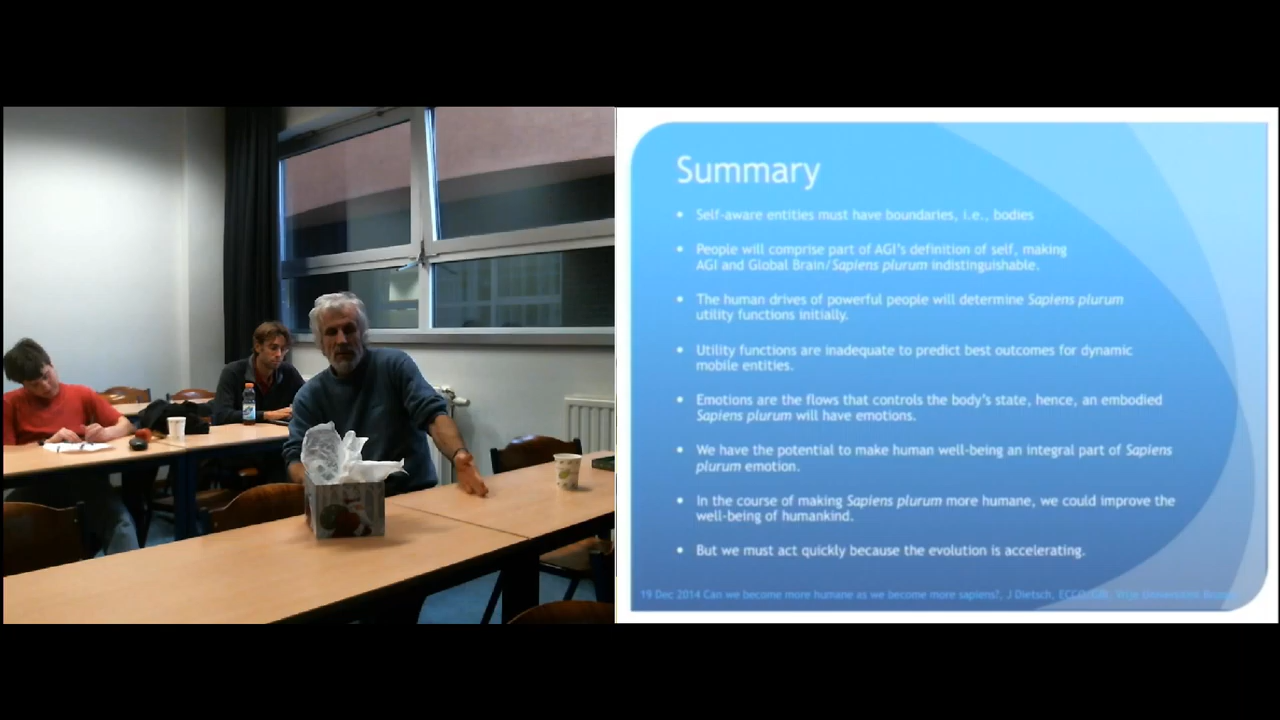 Summary
• Self-aware entities must have boundaries, i.e., bodies
• People will comprise part of AGI's definition of self, making
AGI and Global Brain/Sapiens plurum indistinguishable.
• The human drives of powerful people will determine Sapiens plurum
utility functions initially.
• Utility functions are inadequate to predict best outcomes for dynamic
mobile entities.
• Emotions are the flows that controls the body's state, hence, an embodied
Sapiens plurum will have emotions.
• We have the potential to make human well-being an integral part of Sapiens
plurum emotion.
• In the course of making Sapiens plurum more humane, we could improve the
well-being of humankind.
• But we must act quickly because the evolution is accelerating.
19 Dec 2014 Can we become more humane as we become more sapiens?, J Dietsch, ECCO